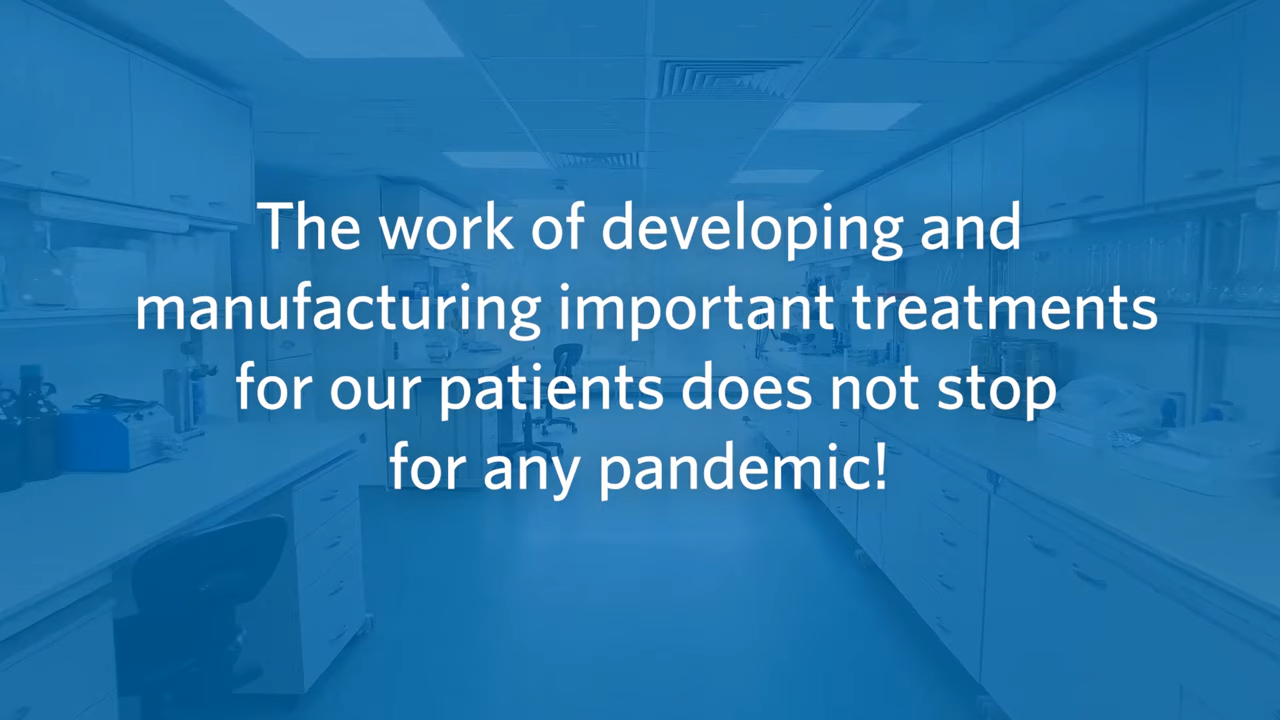 The work of developing and
manufacturing important treatments
for our patients does not stop
for any pandemic!